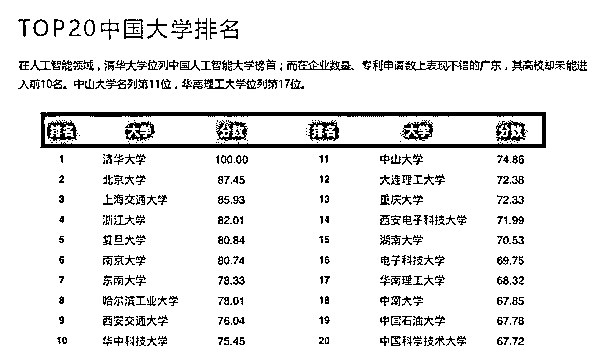 TOP20中国大学排名
在人工智能领域，清华大学位列中国人工智能大学榜首；而在企业数量、专利申请数上表现不错的广东，其高校却未能进
入前10名。中山大学名列第11位，华南理工大学位列第17位。
排名 大学 分数 排名 大学 分数
1 清华大学 100.00 11 中山大学 74.86
2 北京大学 87.45 12 大连理工大学 72.38
3 上海交通大学 85.93 13 重庆大学 72.33
4 浙江大学 82.01 14 西安电子科技大学 71.99
5 复旦大学 80.84 15 湖南大学 70.53
6 南京大学 80.74 16 电子科技大学 69.75
7 东南大学 78.33 17 华南理工大学 68.32
8 哈尔滨工业大学 78.01 18 中南大学 67.85
9 西安交通大学 76.04 19 中国石油大学 67.78
10 华中科技大学 75.45 20 中国科学技术大学 67.72